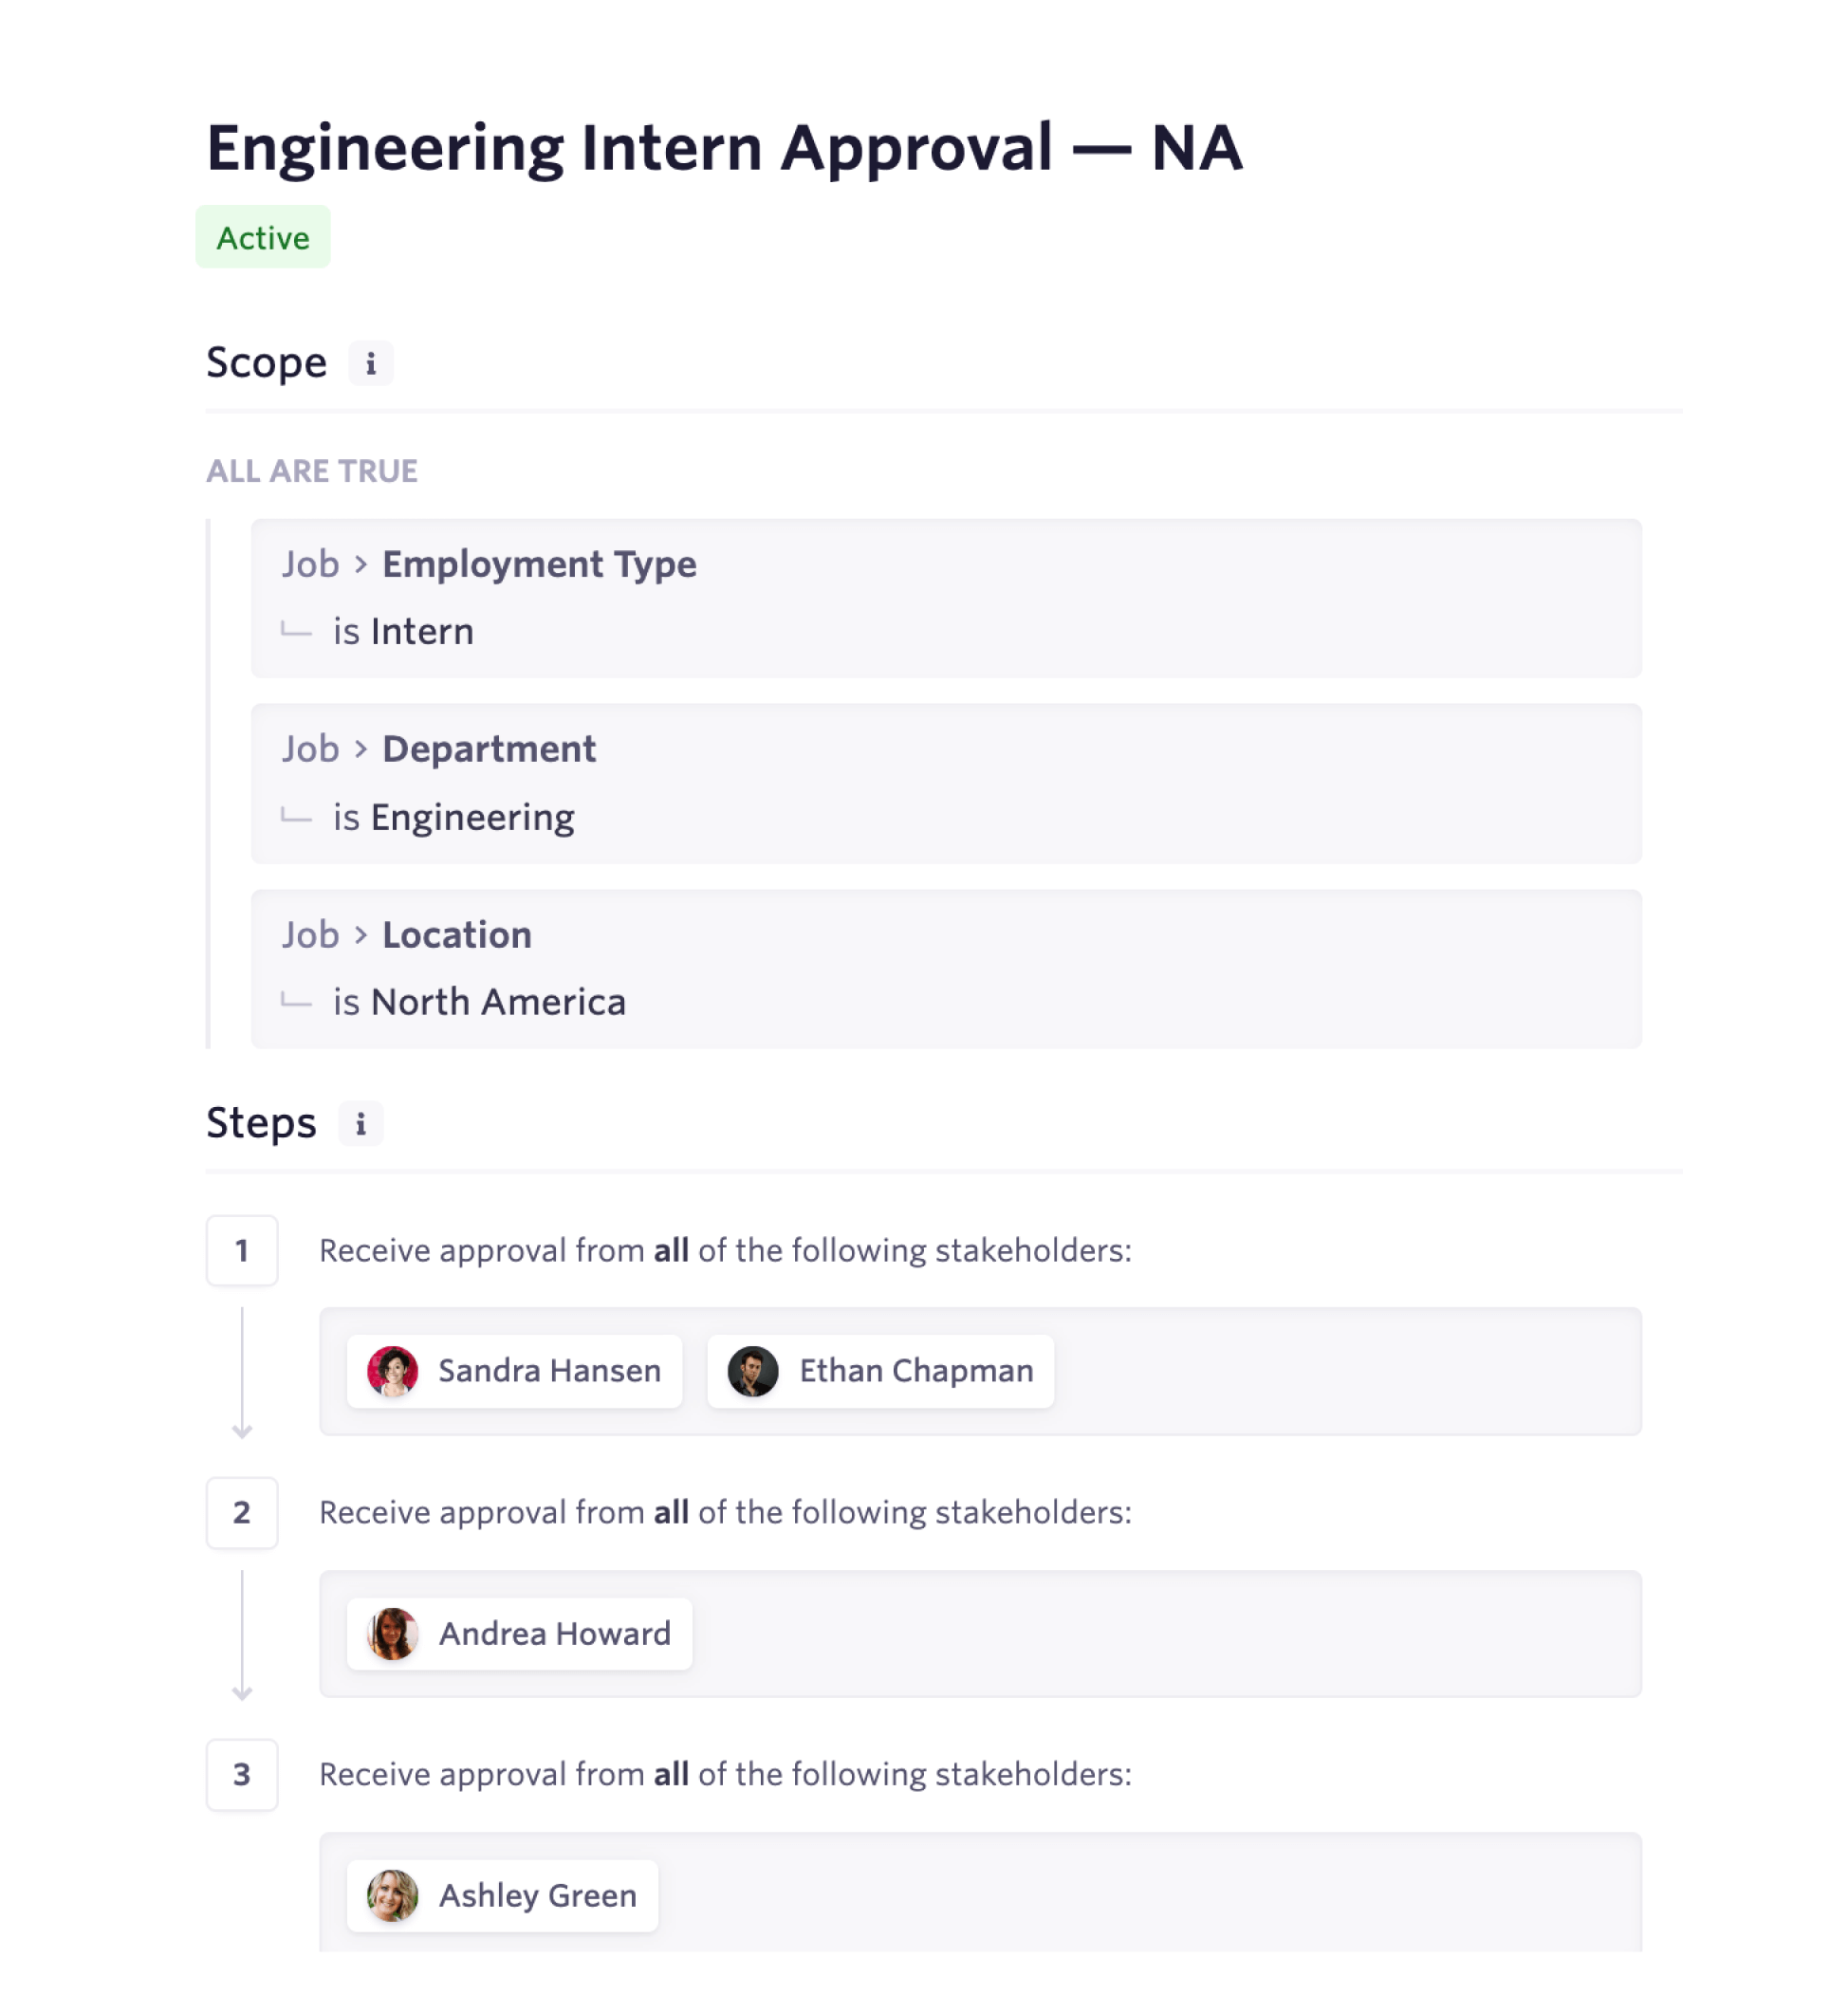 Engineering Intern Approval — NA
Active
Scope i
ALL ARE TRUE
Job > Employment Type
is Intern
Job > Department
is Engineering
Job > Location
is North America
Steps i
1 Receive approval from all of the following stakeholders:
Sandra Hansen Ethan Chapman
2 Receive approval from all of the following stakeholders:
Andrea Howard
3 Receive approval from all of the following stakeholders:
Ashley Green